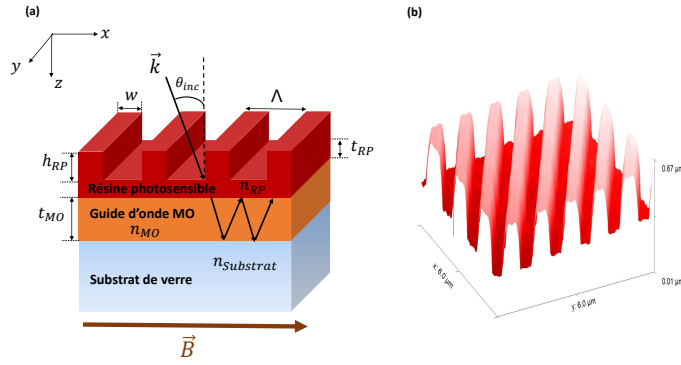 (a)
x
y
z
k⃗
θ_inc
w
Λ
h_RP
t_RP
Résine photosensible
n_RP
t_MO
Guide d'onde MO
n_MO
n_Substrat
Substrat de verre
B⃗
(b)
0.67 µm
0.01 µm
x: 6.0 µm
y: 6.0 µm